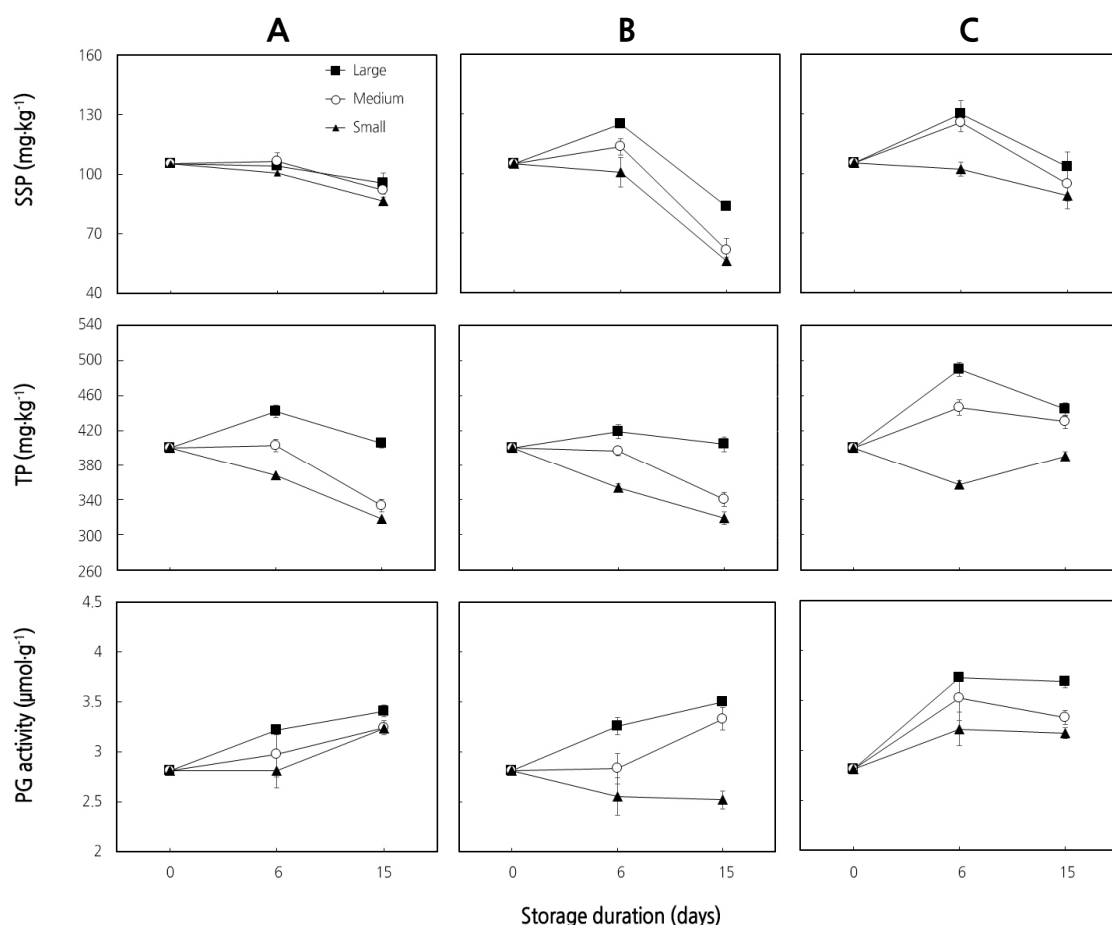 A B C
160
130
100
70
40
SSP (mg·kg⁻¹)
Large
Medium
Small
540
500
460
420
380
340
300
260
TP (mg·kg⁻¹)
4.5
4
3.5
3
2.5
2
PG activity (µmol·g⁻¹)
0 6 15 0 6 15 0 6 15
Storage duration (days)